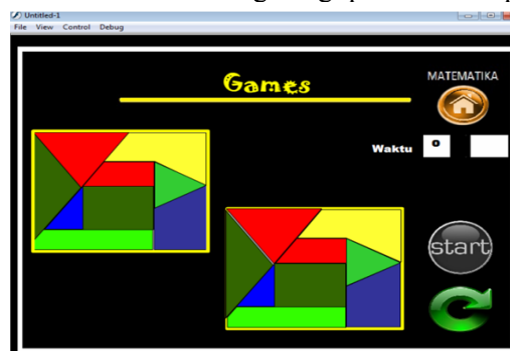 Untitled-1
File View Control Debug
Games
MATEMATIKA
Waktu
0
start